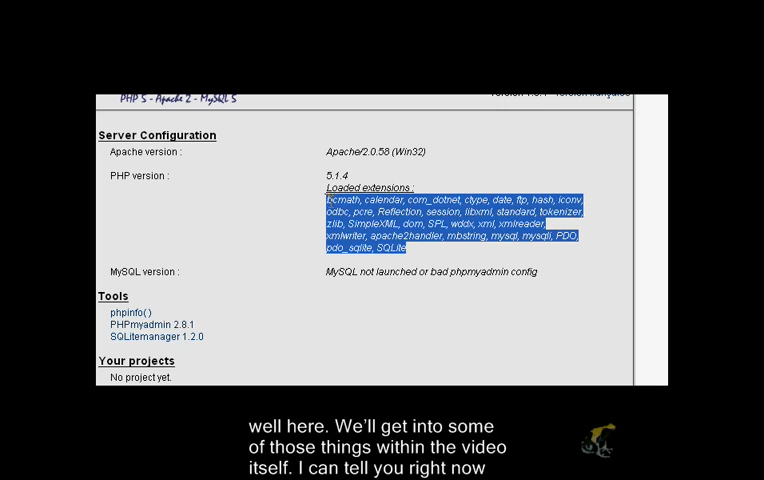 PHP 5 - Apache 2 - MySQL 5
Server Configuration
Apache version :
Apache/2.0.58 (Win32)
PHP version :
5.1.4
Loaded extensions :
bcmath, calendar, com_dotnet, ctype, date, ftp, hash, iconv,
odbc, pcre, Reflection, session, libxml, standard, tokenizer,
zlib, SimpleXML, dom, SPL, wddx, xml, xmlreader,
xmlwriter, apache2handler, mbstring, mysql, mysqli, PDO,
pdo_sqlite, SQLite
MySQL version :
MySQL not launched or bad phpmyadmin config
Tools
phpinfo()
PHPmyadmin 2.8.1
SQLitemanager 1.2.0
Your projects
No project yet.
well here. We'll get into some
of those things within the video
itself. I can tell you right now